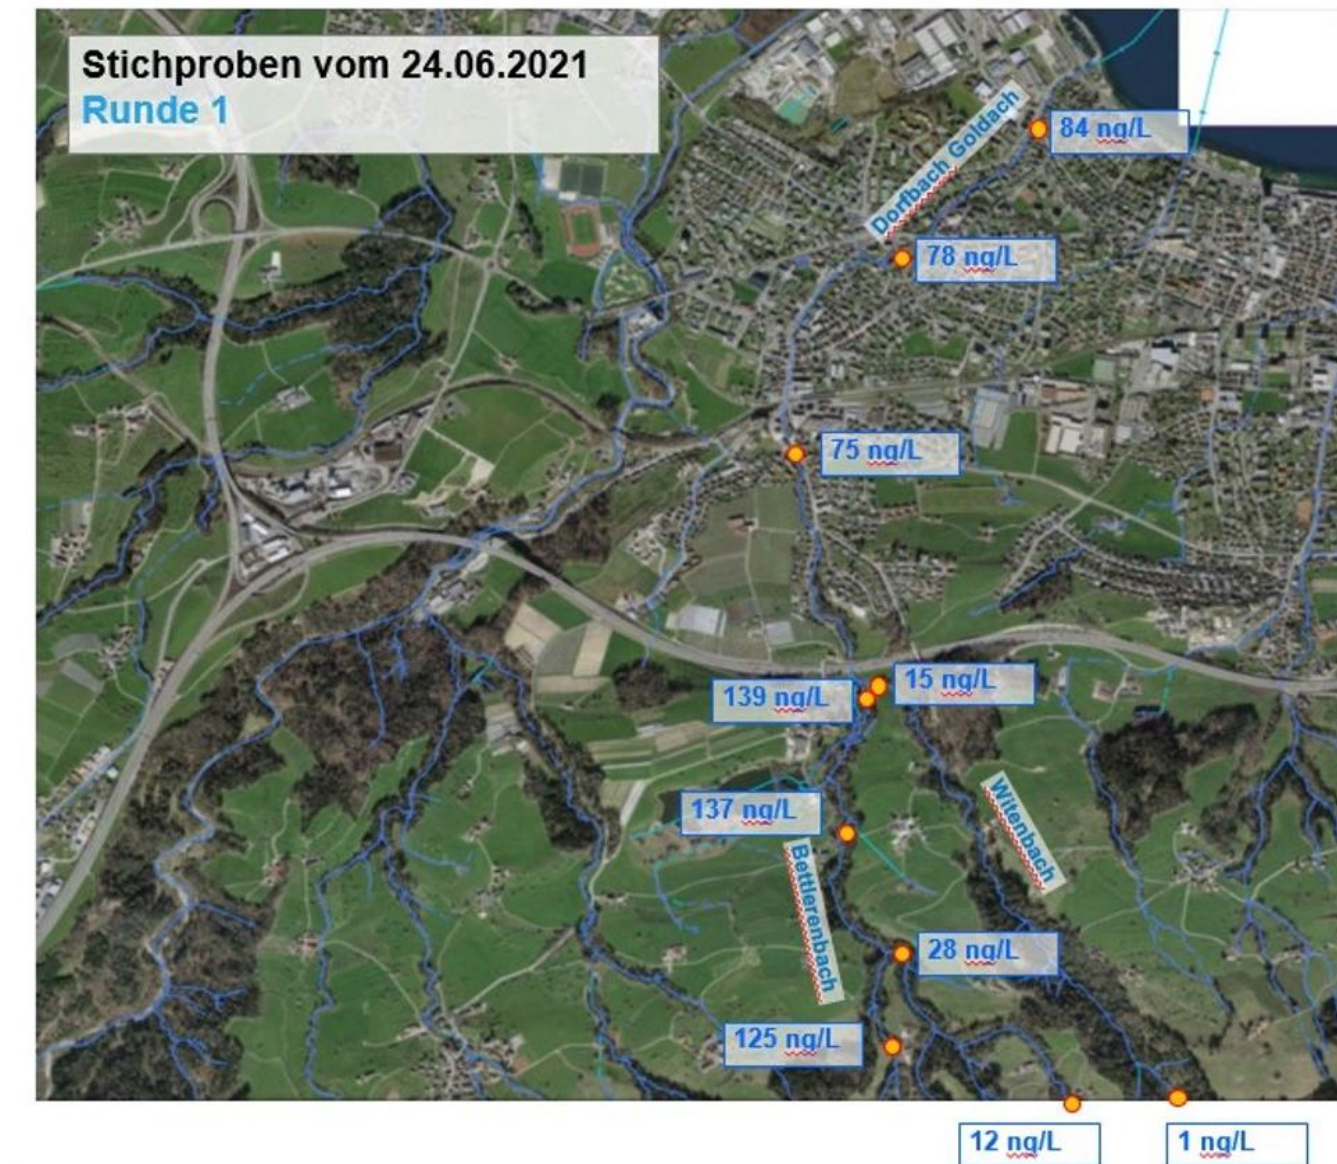 Stichproben vom 24.06.2021
Runde 1
84 ng/L
Dorfbach Goldach
78 ng/L
75 ng/L
15 ng/L
139 ng/L
137 ng/L
Witenbach
Bettlerenbach
28 ng/L
125 ng/L
12 ng/L
1 ng/L